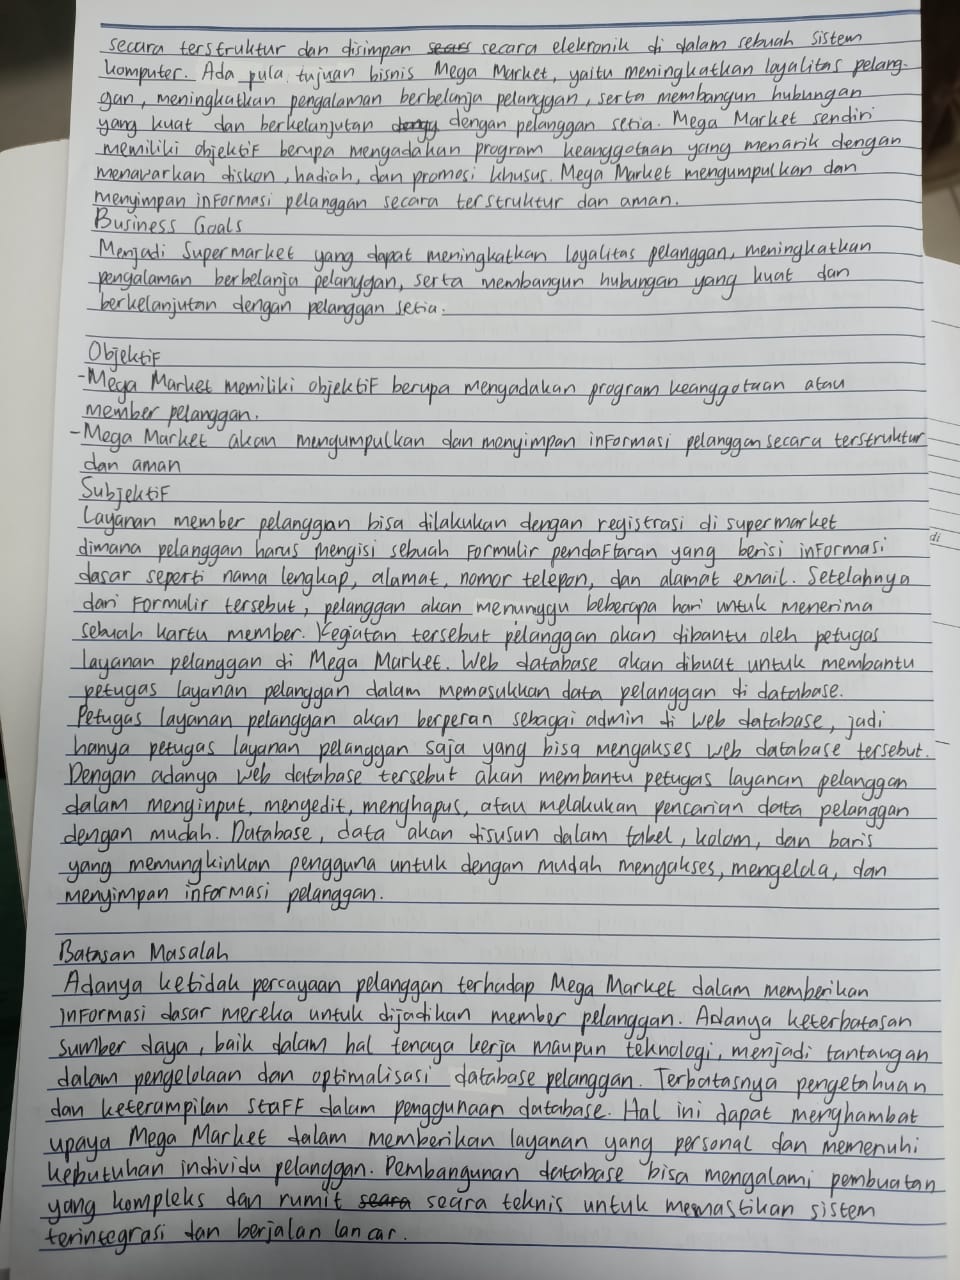 secara terstruktur dan disimpan secara elekronik di dalam sebuah sistem
komputer. Ada pula tujuan bisnis Mega Market, yaitu meningkatkan loyalitas pelang-
gan, meningkatkan pengalaman berbelanja pelanggan, serta membangun hubungan
yang kuat dan berkelanjutan dengan pelanggan setia. Mega Market sendiri
memiliki objektif berupa mengadakan program keanggotaan yang menarik dengan
menawarkan diskon, hadiah, dan promosi khusus. Mega Market mengumpulkan dan
menyimpan informasi pelanggan secara terstruktur dan aman.
Business Goals
Menjadi Supermarket yang dapat meningkatkan loyalitas pelanggan, meningkatkan
pengalaman berbelanja pelanggan, serta membangun hubungan yang kuat dan
berkelanjutan dengan pelanggan setia.
Objektif
-Mega Market memiliki objektif berupa mengadakan program keanggotaan atau
member pelanggan.
-Mega Market akan mengumpulkan dan menyimpan informasi pelanggan secara terstruktur
dan aman
Subjektif
Layanan member pelanggan bisa dilakukan dengan registrasi di supermarket
dimana pelanggan harus mengisi sebuah formulir pendaftaran yang berisi informasi
dasar seperti nama lengkap, alamat, nomor telepon, dan alamat email. Setelahnya
dari formulir tersebut, pelanggan akan menunggu beberapa hari untuk menerima
sebuah kartu member. Kegiatan tersebut pelanggan akan dibantu oleh petugas
layanan pelanggan di Mega Market. Web database akan dibuat untuk membantu
petugas layanan pelanggan dalam memasukkan data pelanggan di database.
Petugas layanan pelanggan akan berperan sebagai admin di web database, jadi
hanya petugas layanan pelanggan saja yang bisa mengakses web database tersebut.
Dengan adanya web database tersebut akan membantu petugas layanan pelanggan
dalam menginput, mengedit, menghapus, atau melakukan pencarian data pelanggan
dengan mudah. Database, data akan disusun dalam tabel, kolom, dan baris
yang memungkinkan pengguna untuk dengan mudah mengakses, mengelola, dan
menyimpan informasi pelanggan.
Batasan Masalah
Adanya ketidak percayaan pelanggan terhadap Mega Market dalam memberikan
informasi dasar mereka untuk dijadikan member pelanggan. Adanya keterbatasan
sumber daya, baik dalam hal tenaga kerja maupun teknologi, menjadi tantangan
dalam pengelolaan dan optimalisasi database pelanggan. Terbatasnya pengetahuan
dan keterampilan staff dalam penggunaan database. Hal ini dapat menghambat
upaya Mega Market dalam memberikan layanan yang personal dan memenuhi
kebutuhan individu pelanggan. Pembangunan database bisa mengalami pembuatan
yang kompleks dan rumit secara teknis untuk memastikan sistem
terintegrasi dan berjalan lancar.
di